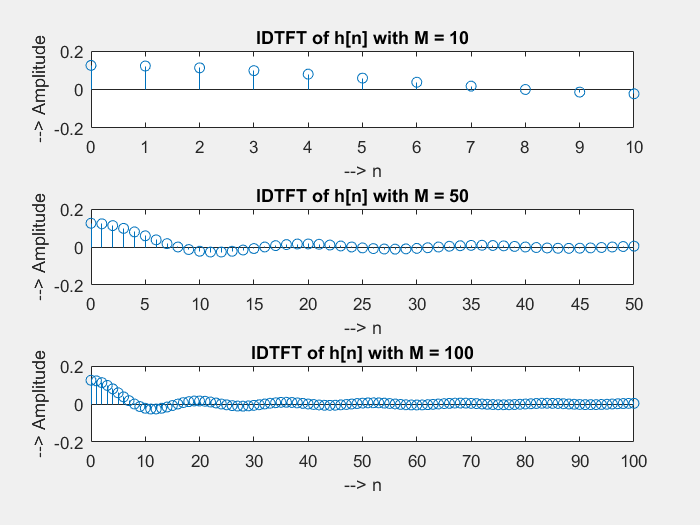 IDTFT of h[n] with M = 10
--> Amplitude
0.2
0
-0.2
0 1 2 3 4 5 6 7 8 9 10
--> n
IDTFT of h[n] with M = 50
--> Amplitude
0.2
0
-0.2
0 5 10 15 20 25 30 35 40 45 50
--> n
IDTFT of h[n] with M = 100
--> Amplitude
0.2
0
-0.2
0 10 20 30 40 50 60 70 80 90 100
--> n